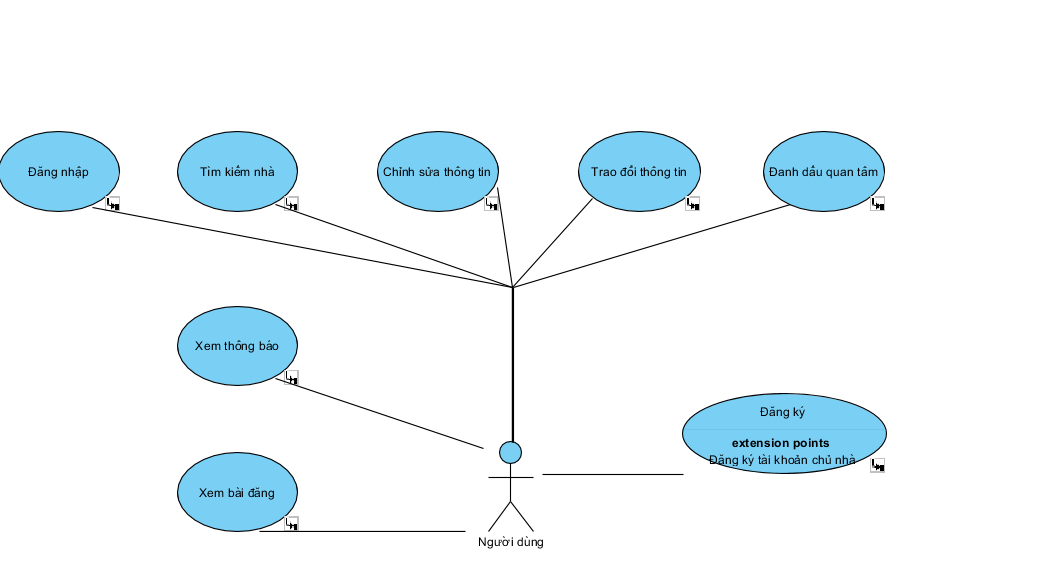 Đăng nhập
Tìm kiếm nhà
Chỉnh sửa thông tin
Trao đổi thông tin
Đanh dấu quan tâm
Xem thông báo
Đăng ký
extension points
Đăng ký tài khoản chủ nhà
Xem bài đăng
Người dùng